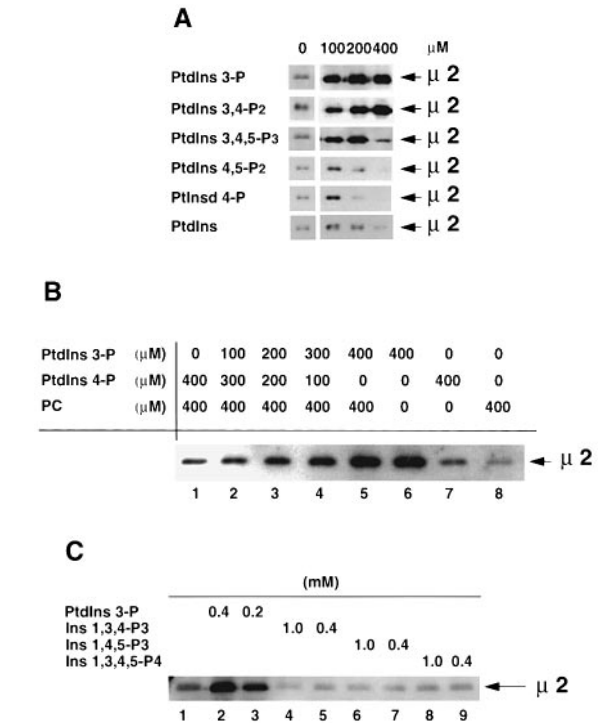 A
0 100 200 400 μM
PtdIns 3-P μ 2
PtdIns 3,4-P2 μ 2
PtdIns 3,4,5-P3 μ 2
PtdIns 4,5-P2 μ 2
PtInsd 4-P μ 2
PtdIns μ 2
B
PtdIns 3-P (μM) 0 100 200 300 400 400 0 0
PtdIns 4-P (μM) 400 300 200 100 0 0 400 0
PC (μM) 400 400 400 400 400 0 0 400
μ 2
1 2 3 4 5 6 7 8
C
(mM)
PtdIns 3-P 0.4 0.2
Ins 1,3,4-P3 1.0 0.4
Ins 1,4,5-P3 1.0 0.4
Ins 1,3,4,5-P4 1.0 0.4
μ 2
1 2 3 4 5 6 7 8 9